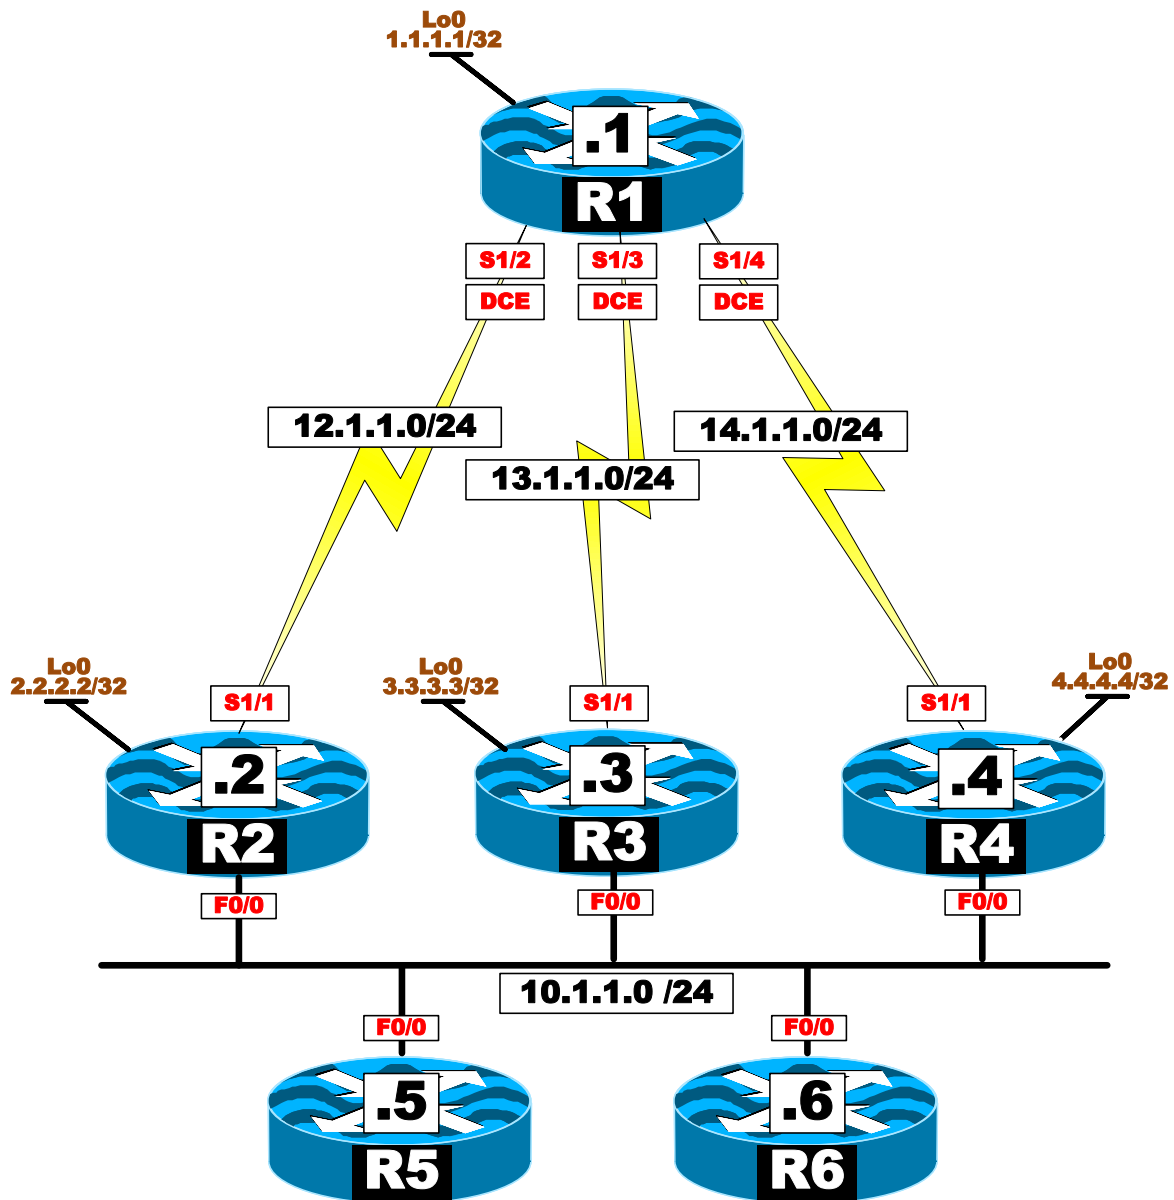 Lo0
1.1.1.1/32
.1
R1
S1/2 S1/3 S1/4
DCE DCE DCE
12.1.1.0/24 14.1.1.0/24
13.1.1.0/24
Lo0 Lo0 Lo0
2.2.2.2/32 3.3.3.3/32 4.4.4.4/32
S1/1 S1/1 S1/1
.2 .3 .4
R2 R3 R4
F0/0 F0/0 F0/0
10.1.1.0 /24
F0/0 F0/0
.5 .6
R5 R6